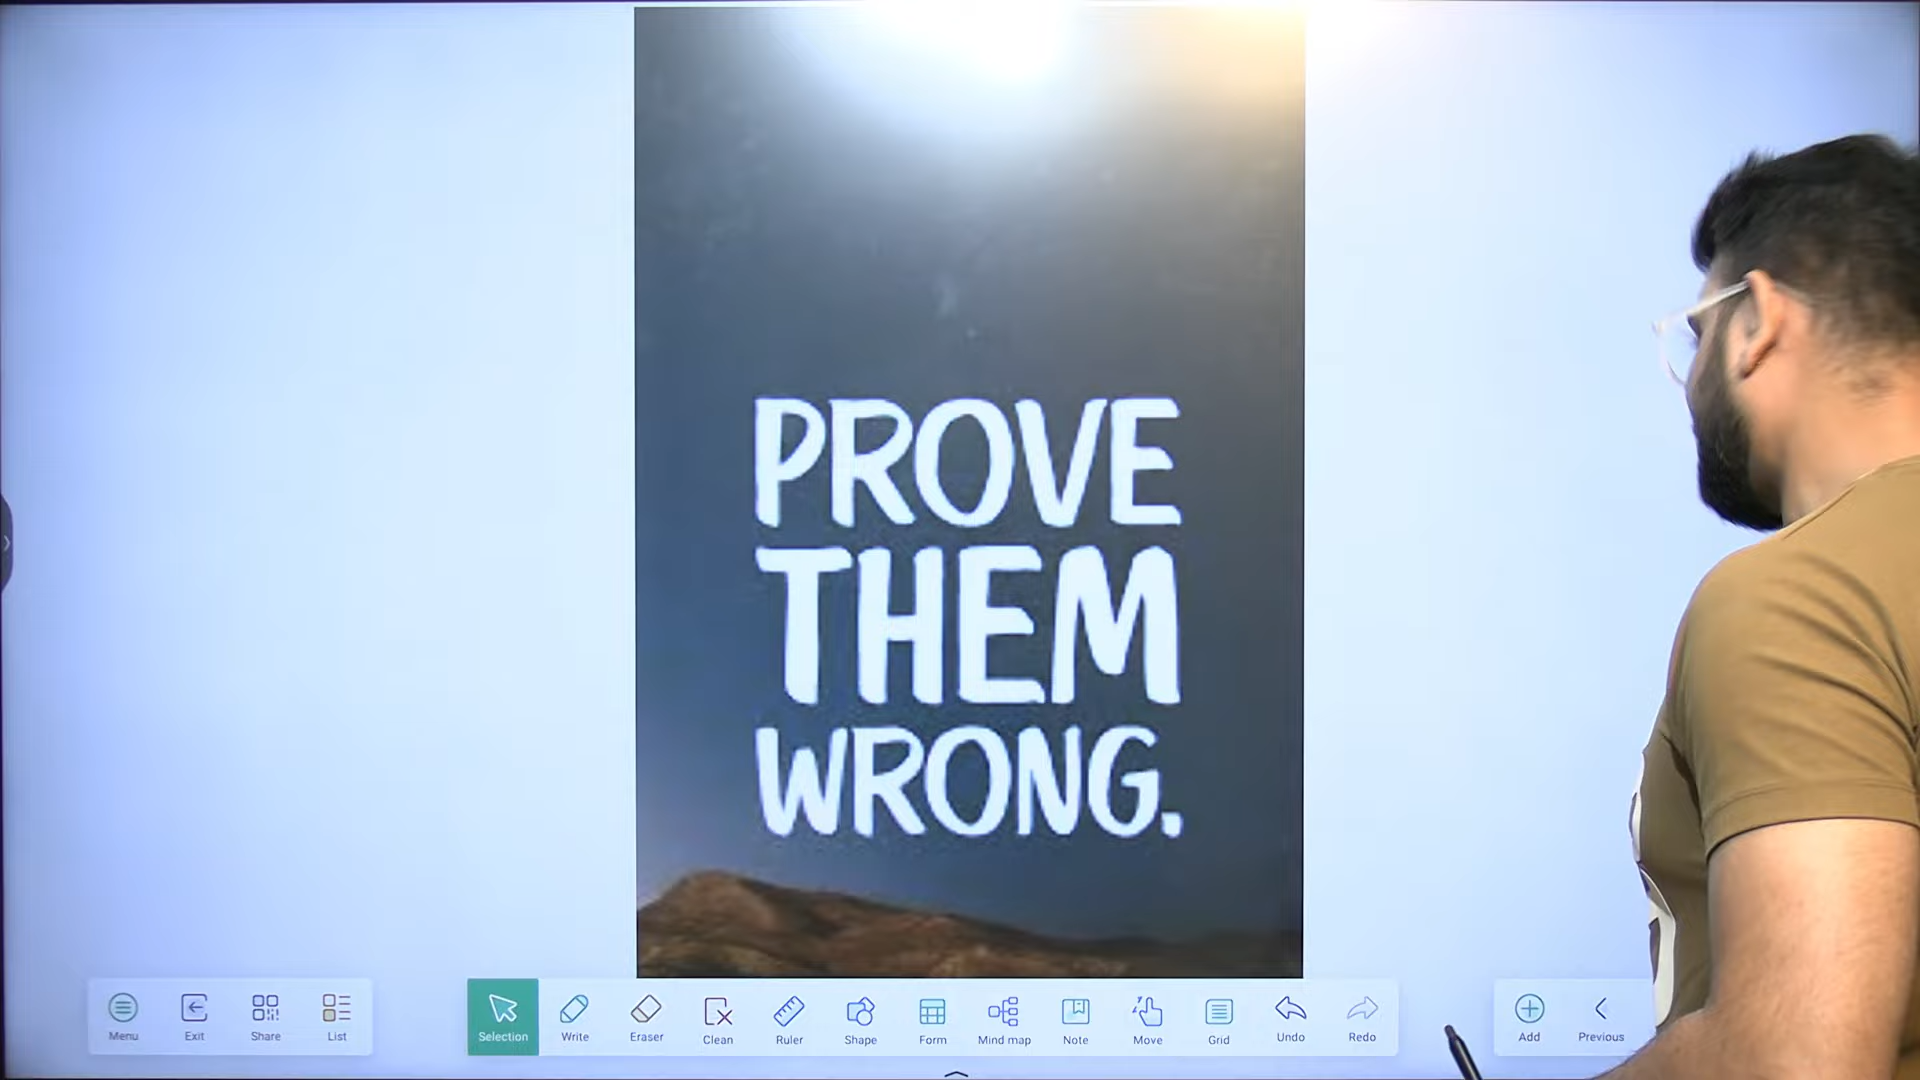 PROVE
THEM
WRONG.
Menu
Exit
Share
List
Selection
Write
Eraser
Clean
Ruler
Shape
Form
Mind map
Note
Move
Grid
Undo
Redo
Add
Previous